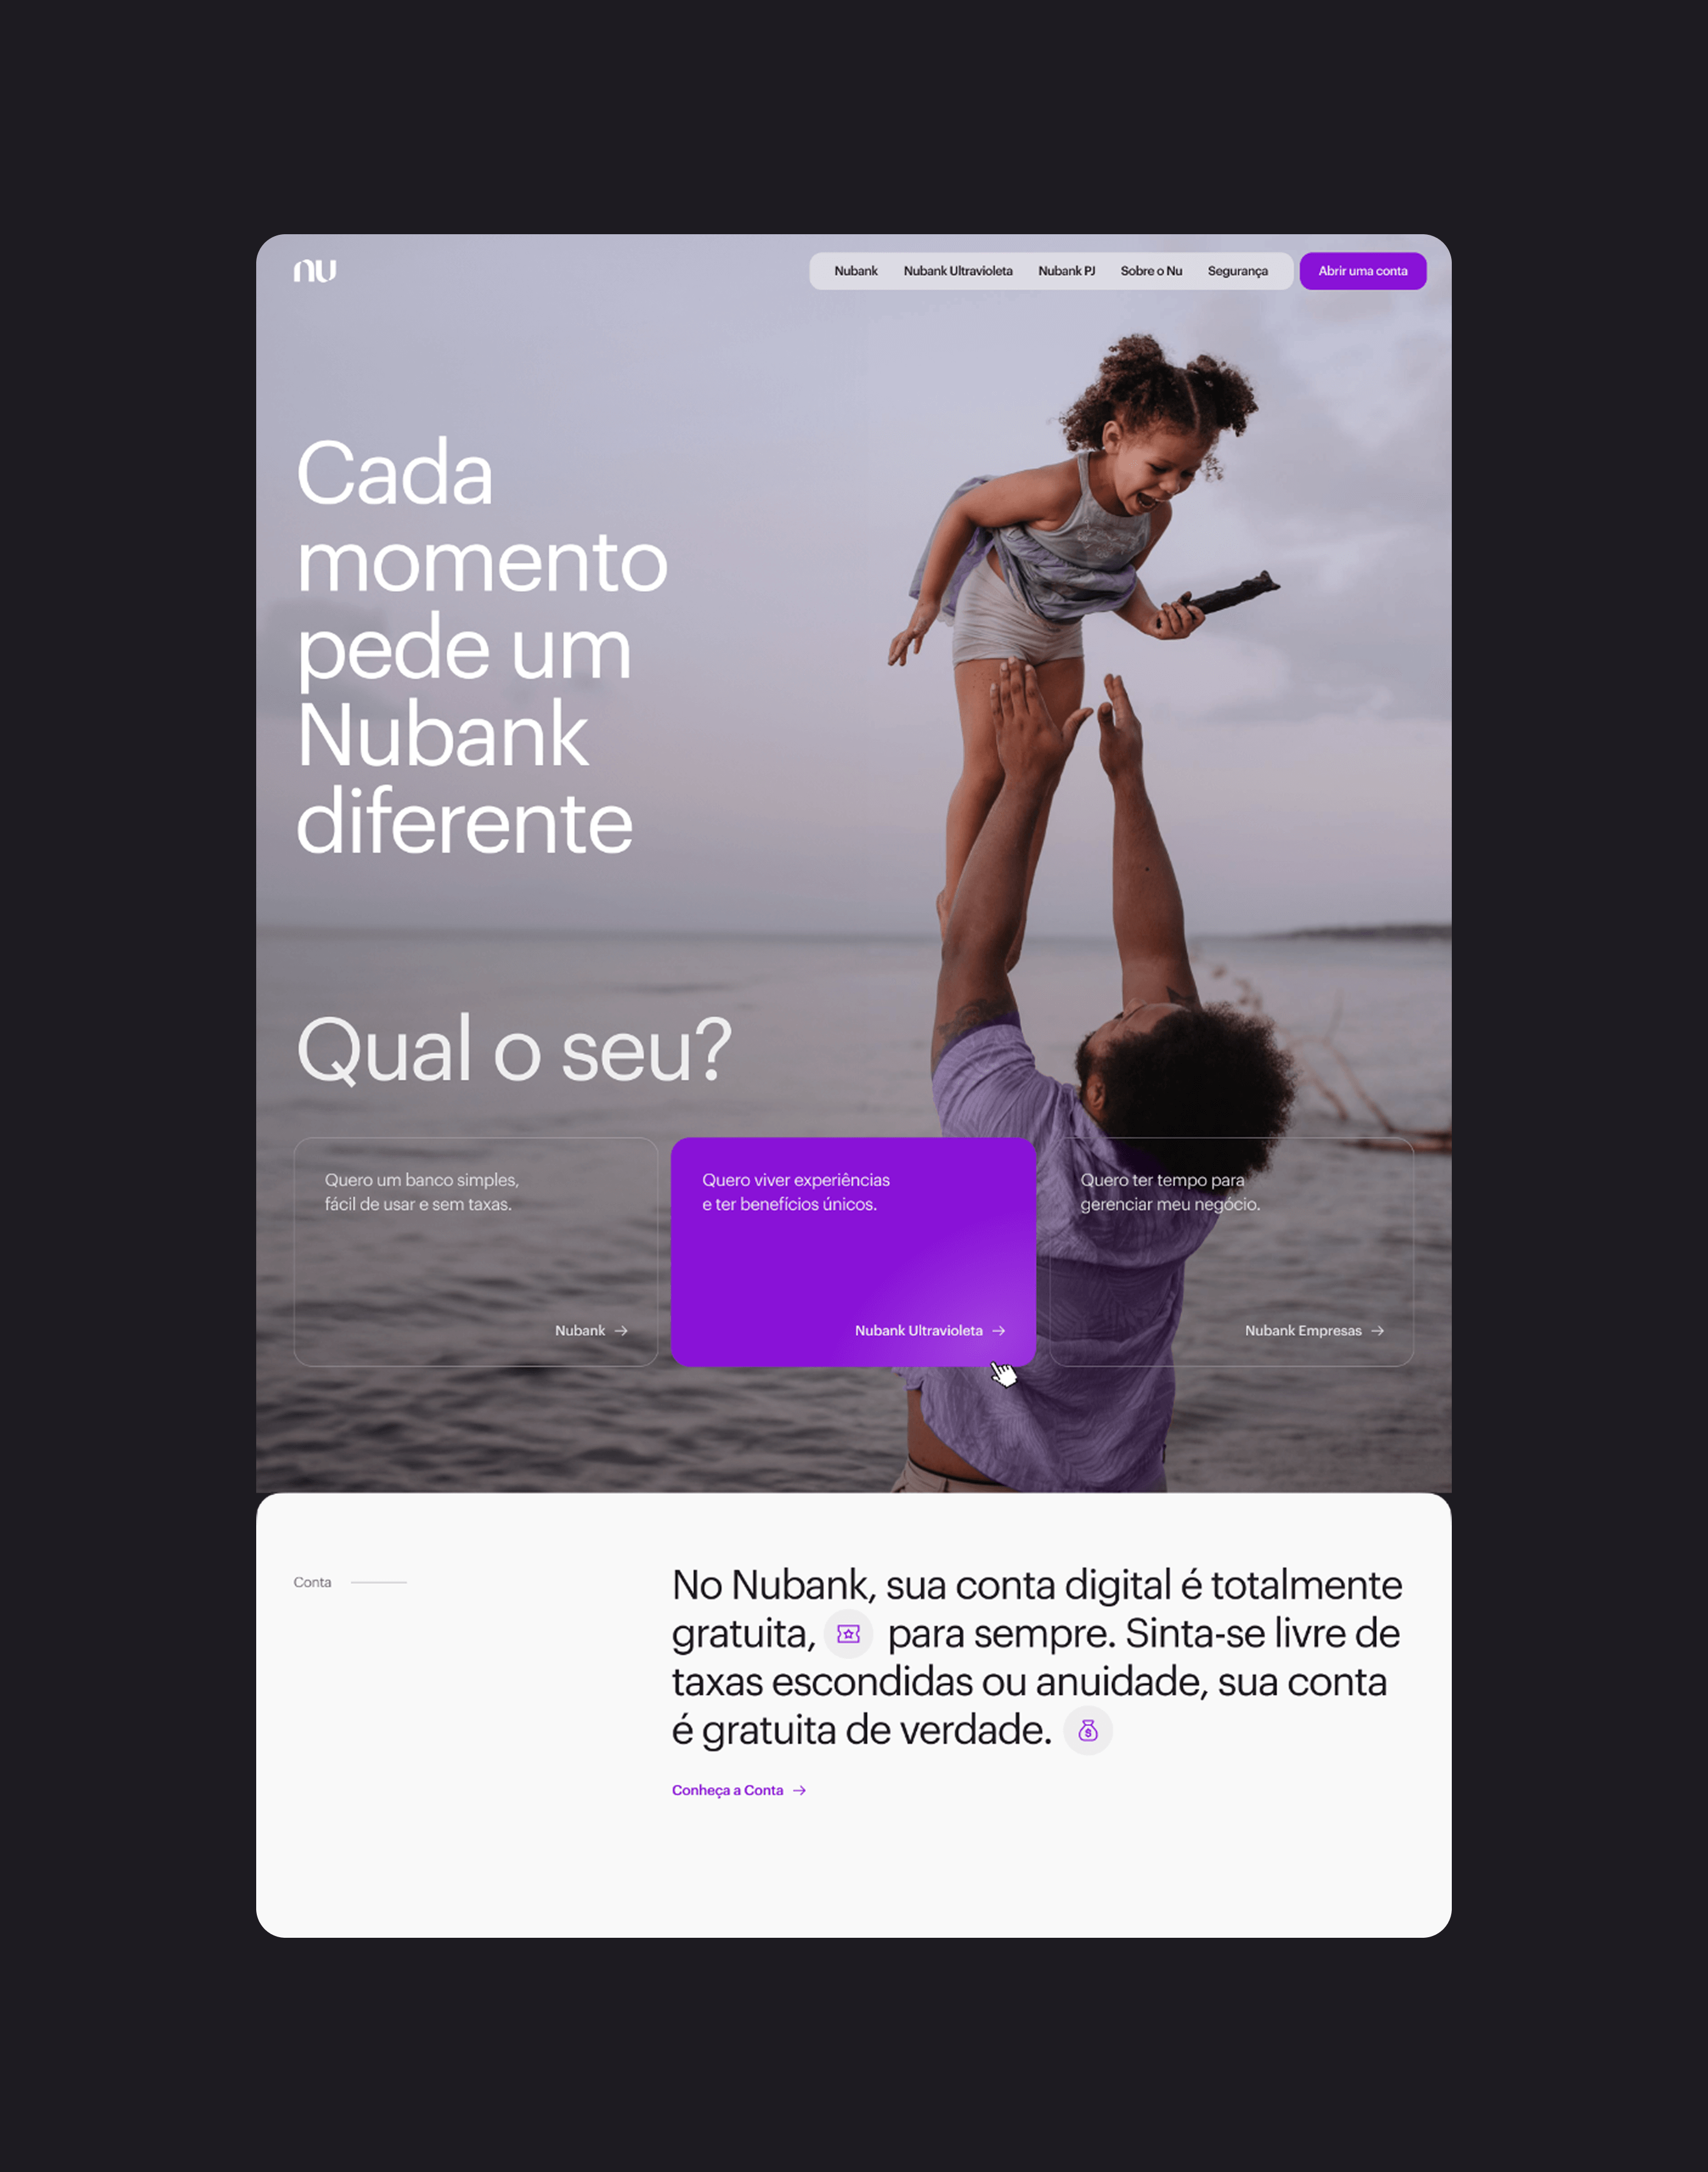 nu
Nubank Nubank Ultravioleta Nubank PJ Sobre o Nu Segurança Abrir uma conta
Cada
momento
pede um
Nubank
diferente
Qual o seu?
Quero um banco simples,
fácil de usar e sem taxas.
Nubank →
Quero viver experiências
e ter benefícios únicos.
Nubank Ultravioleta →
Quero ter tempo para
gerenciar meu negócio.
Nubank Empresas →
Conta
No Nubank, sua conta digital é totalmente
gratuita, para sempre. Sinta-se livre de
taxas escondidas ou anuidade, sua conta
é gratuita de verdade.
Conheça a Conta →